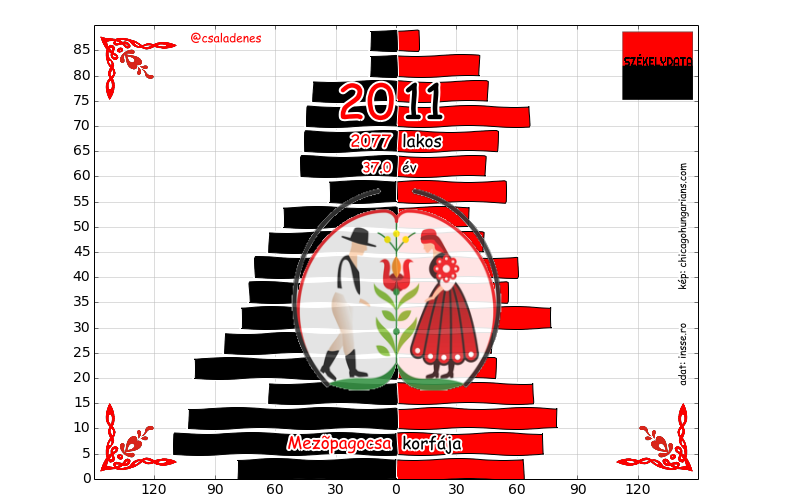 @csaladenes
SZÉKELYDATA
2011
2077 lakos
37.0 év
kép: chicagohungarians.com
adat: insse.ro
Mezõpagocsa korfája
85
80
75
70
65
60
55
50
45
40
35
30
25
20
15
10
5
0
120 90 60 30 0 30 60 90 120